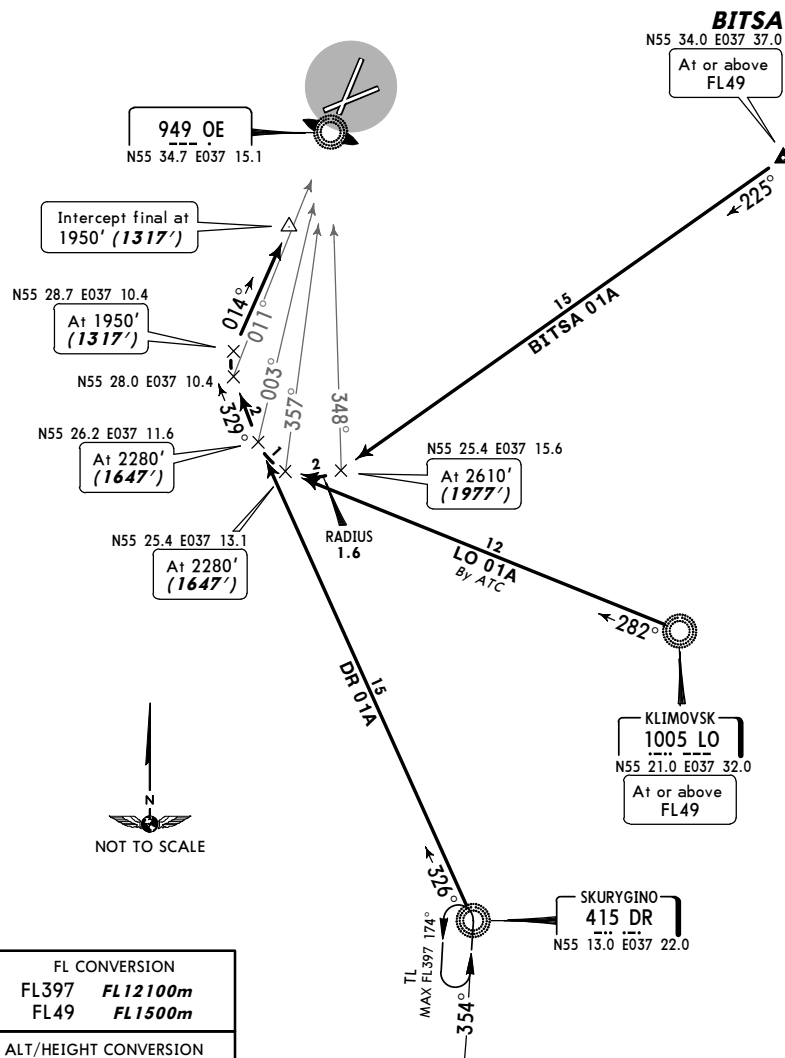 BITSA
N55 34.0 E037 37.0
At or above
FL49
949 OE
N55 34.7 E037 15.1
225°
Intercept final at
1950' (1317')
N55 28.7 E037 10.4
At 1950'
(1317')
014°
011°
15
BITSA 01A
N55 28.0 E037 10.4
003°
357°
348°
2
329°
N55 26.2 E037 11.6
At 2280'
(1647')
1
2
N55 25.4 E037 15.6
At 2610'
(1977')
RADIUS
1.6
N55 25.4 E037 13.1
At 2280'
(1647')
12
LO 01A
By ATC
282°
15
DR 01A
KLIMOVSK
1005 LO
N55 21.0 E037 32.0
At or above
FL49
N
NOT TO SCALE
326°
SKURYGINO
415 DR
N55 13.0 E037 22.0
TL
MAX FL397 174°
354°
FL CONVERSION
FL397 FL12100m
FL49 FL1500m
ALT/HEIGHT CONVERSION